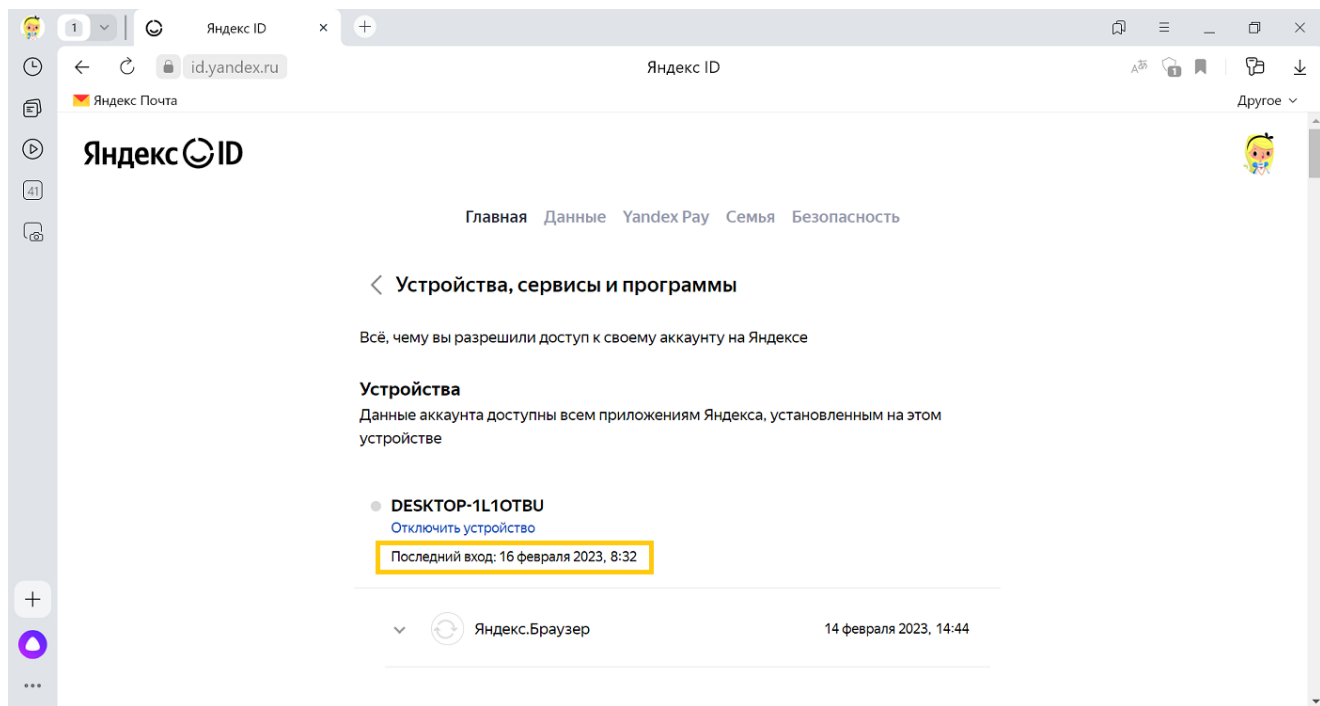 1
Яндекс ID
id.yandex.ru
Яндекс ID
Aあ
1
Яндекс Почта
Другое
41
Яндекс ID
Главная Данные Yandex Pay Семья Безопасность
Устройства, сервисы и программы
Всё, чему вы разрешили доступ к своему аккаунту на Яндексе
Устройства
Данные аккаунта доступны всем приложениям Яндекса, установленным на этом
устройстве
DESKTOP-1L1OTBU
Отключить устройство
Последний вход: 16 февраля 2023, 8:32
Яндекс.Браузер 14 февраля 2023, 14:44